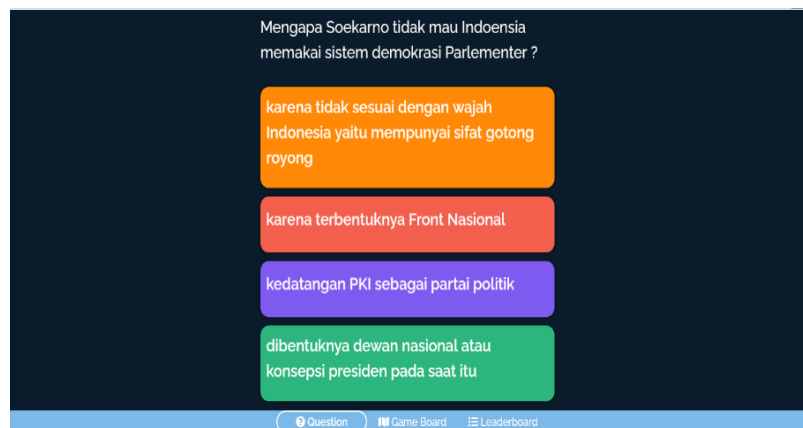 Mengapa Soekarno tidak mau Indoensia
memakai sistem demokrasi Parlementer ?
karena tidak sesuai dengan wajah
Indonesia yaitu mempunyai sifat gotong
royong
karena terbentuknya Front Nasional
kedatangan PKI sebagai partai politik
dibentuknya dewan nasional atau
konsepsi presiden pada saat itu
Question Game Board Leaderboard